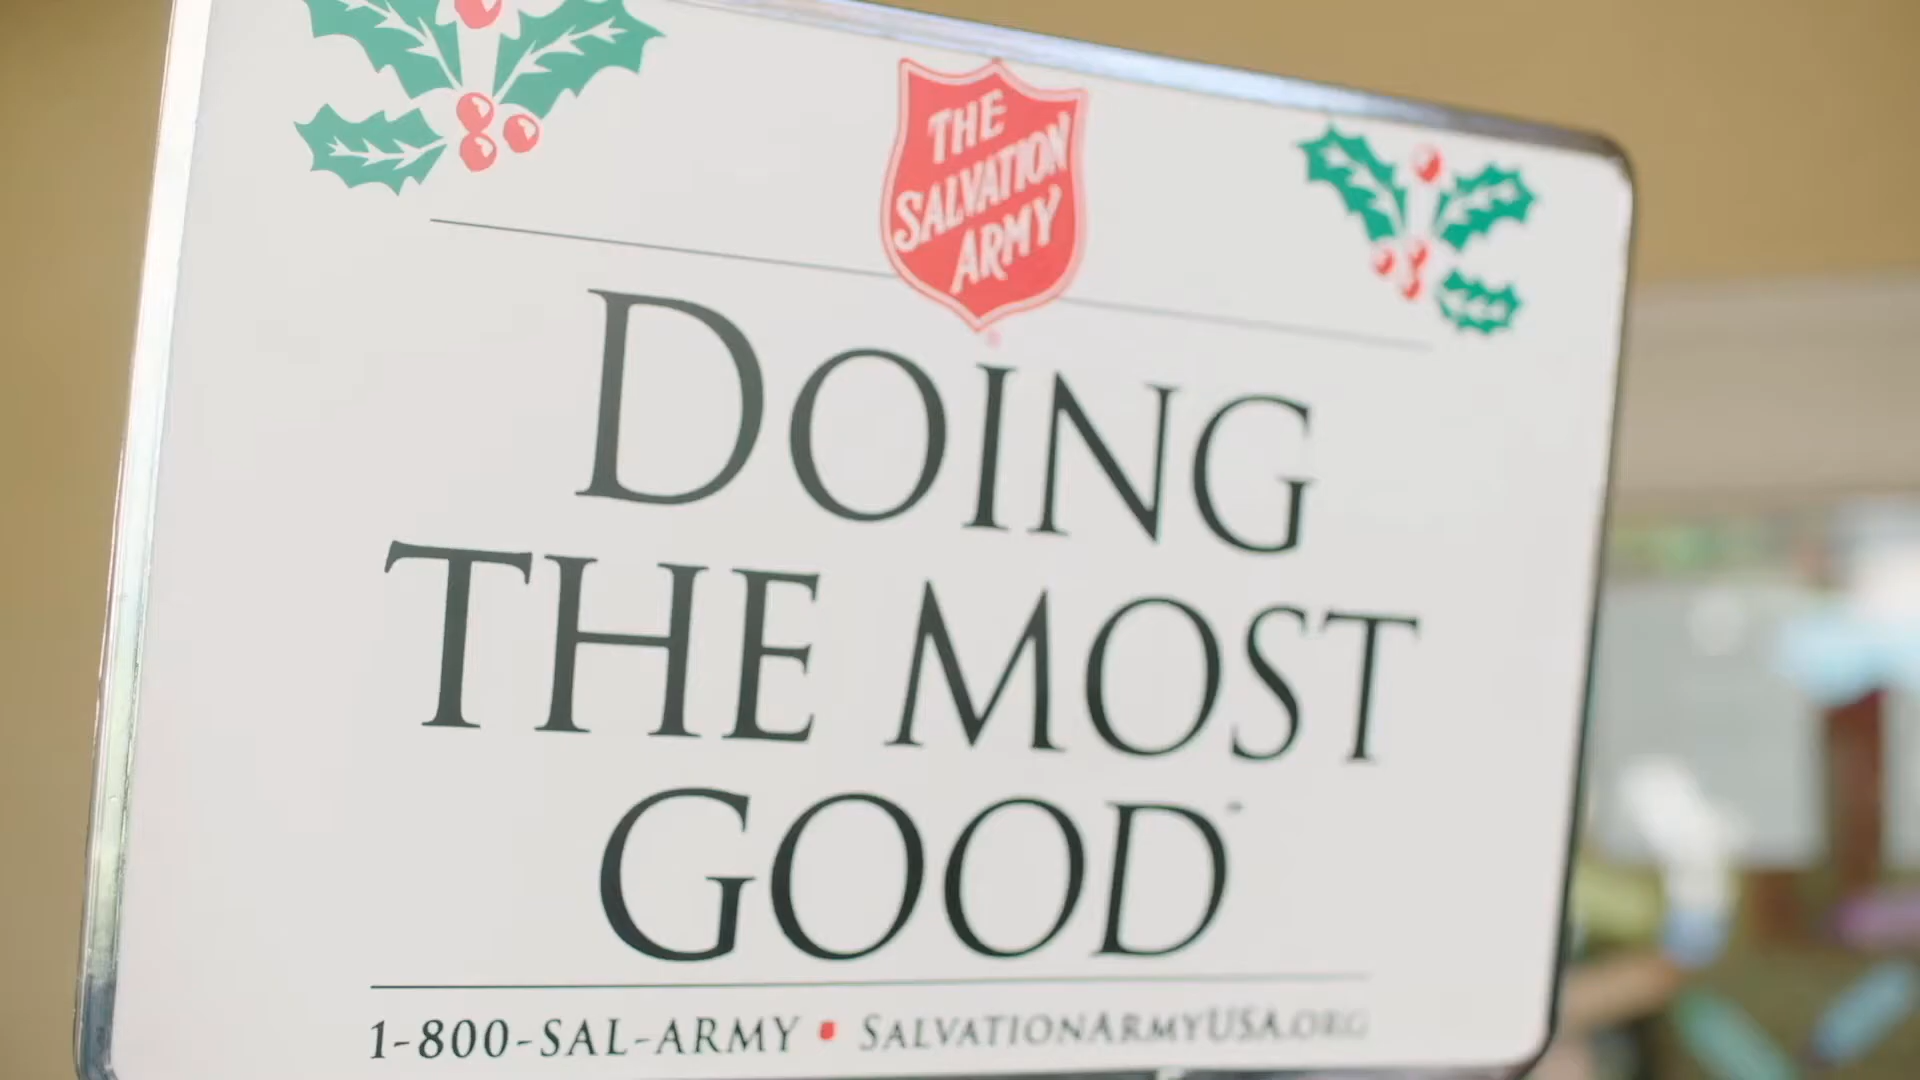 THE
SALVATION
ARMY
DOING
THE MOST
GOOD
1-800-SAL-ARMY • SALVATIONARMYUSA.ORG